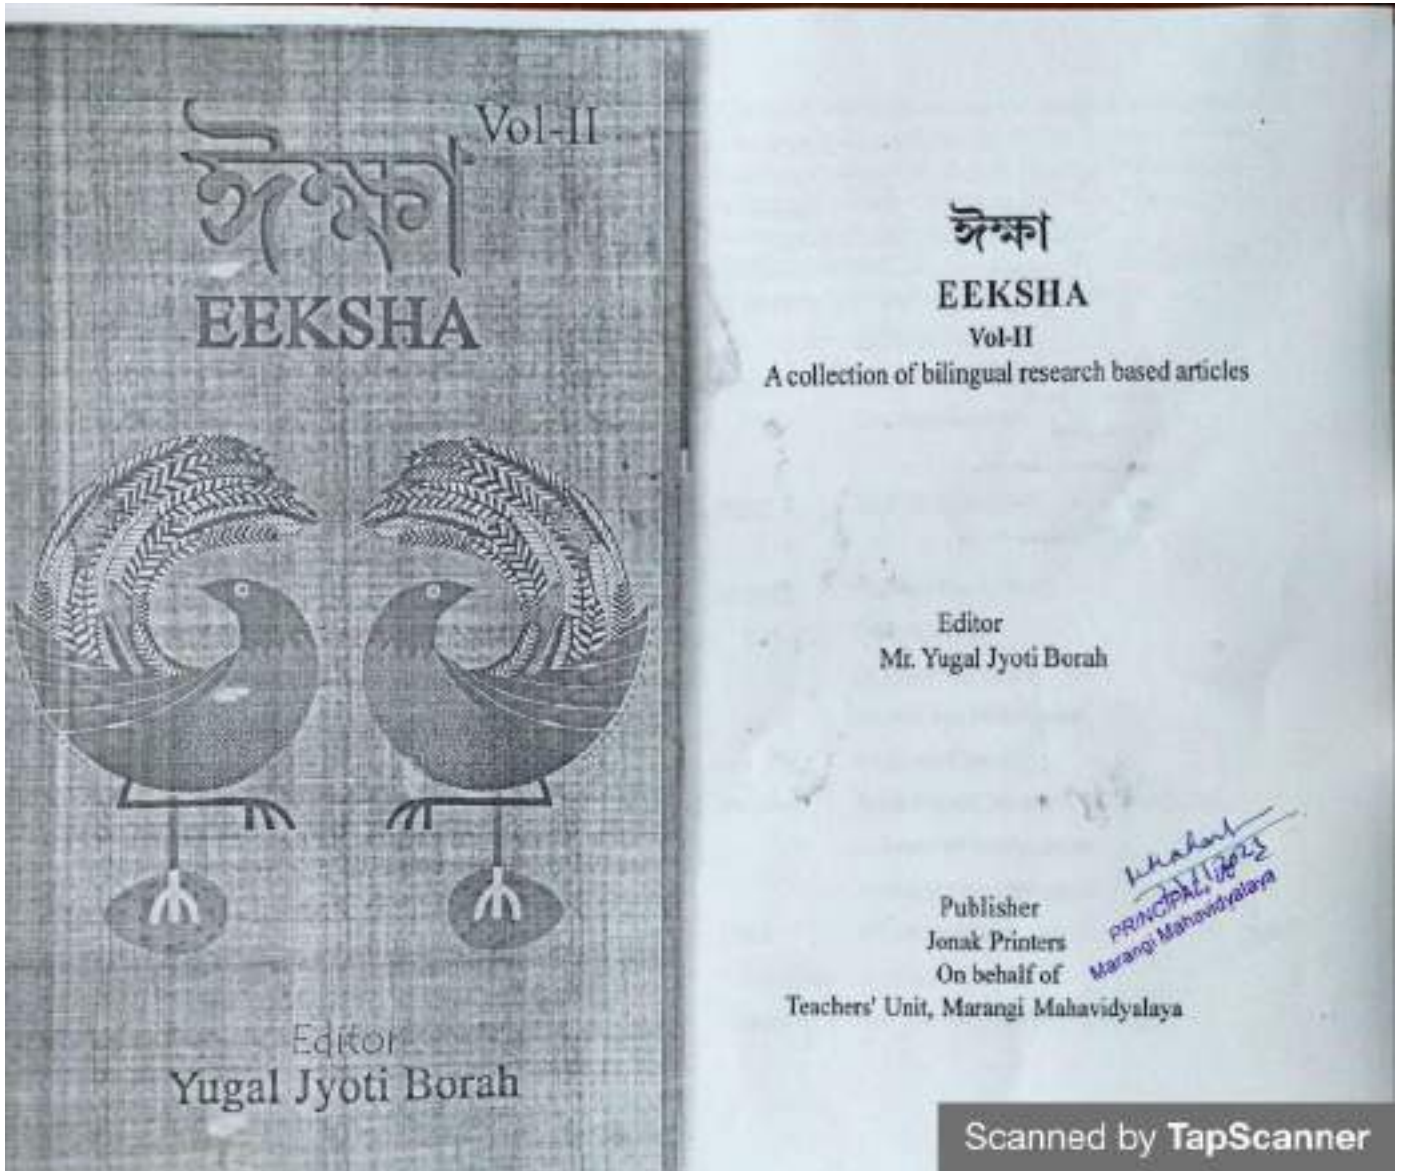 Vol-II
ঈক্ষা
EEKSHA
Editor
Yugal Jyoti Borah
ঈক্ষা
EEKSHA
Vol-II
A collection of bilingual research based articles
Editor
Mr. Yugal Jyoti Borah
Publisher
Jonak Printers
On behalf of
Teachers' Unit, Marangi Mahavidyalaya
PRINCIPAL
Marangi Mahavidyalaya
Scanned by TapScanner